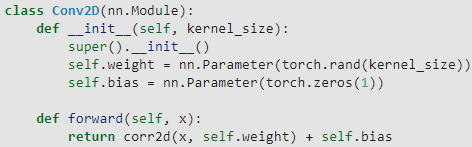 class Conv2D(nn.Module):
    def __init__(self, kernel_size):
        super().__init__()
        self.weight = nn.Parameter(torch.rand(kernel_size))
        self.bias = nn.Parameter(torch.zeros(1))

    def forward(self, x):
        return corr2d(x, self.weight) + self.bias